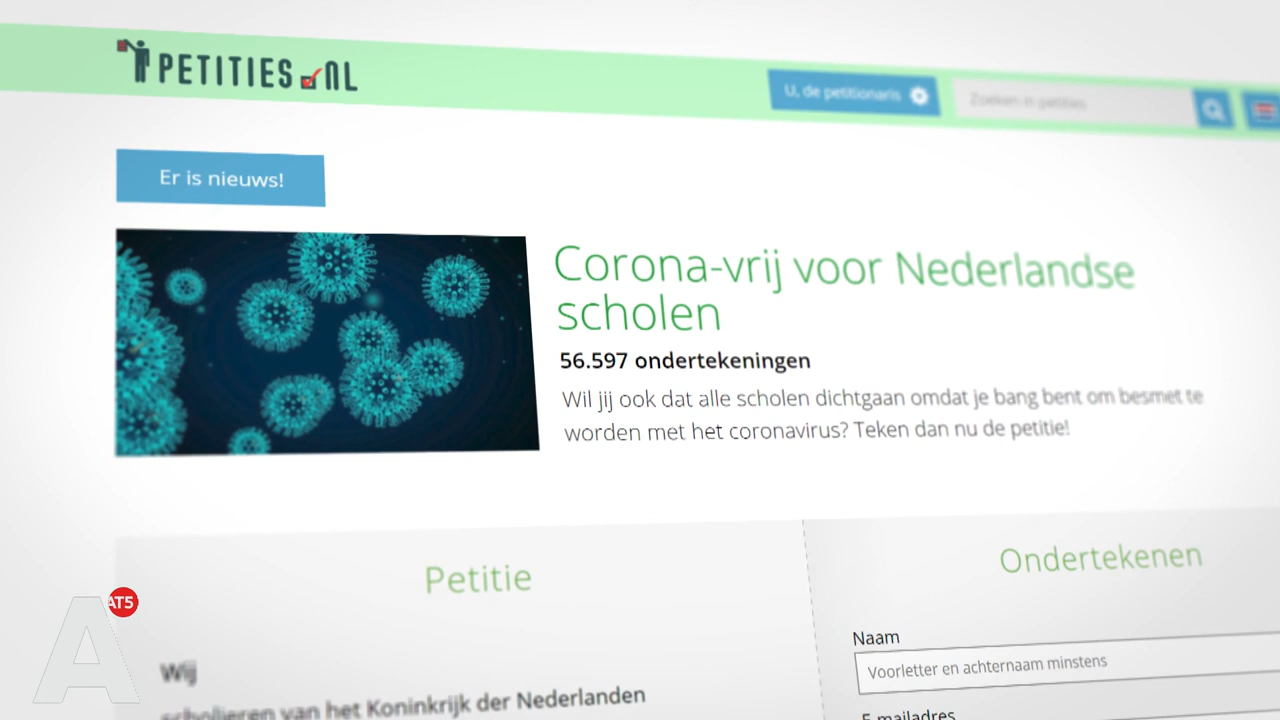 PETITIES.NL
U, de petitionaris
Zoeken in petities
Er is nieuws!
Corona-vrij voor Nederlandse
scholen
56.597 ondertekeningen
Wil jij ook dat alle scholen dichtgaan omdat je bang bent om besmet te
worden met het coronavirus? Teken dan nu de petitie!
Petitie
Ondertekenen
Wij
scholieren van het Koninkrijk der Nederlanden
Naam
Voorletter en achternaam minstens
E-mailadres
A
AT5